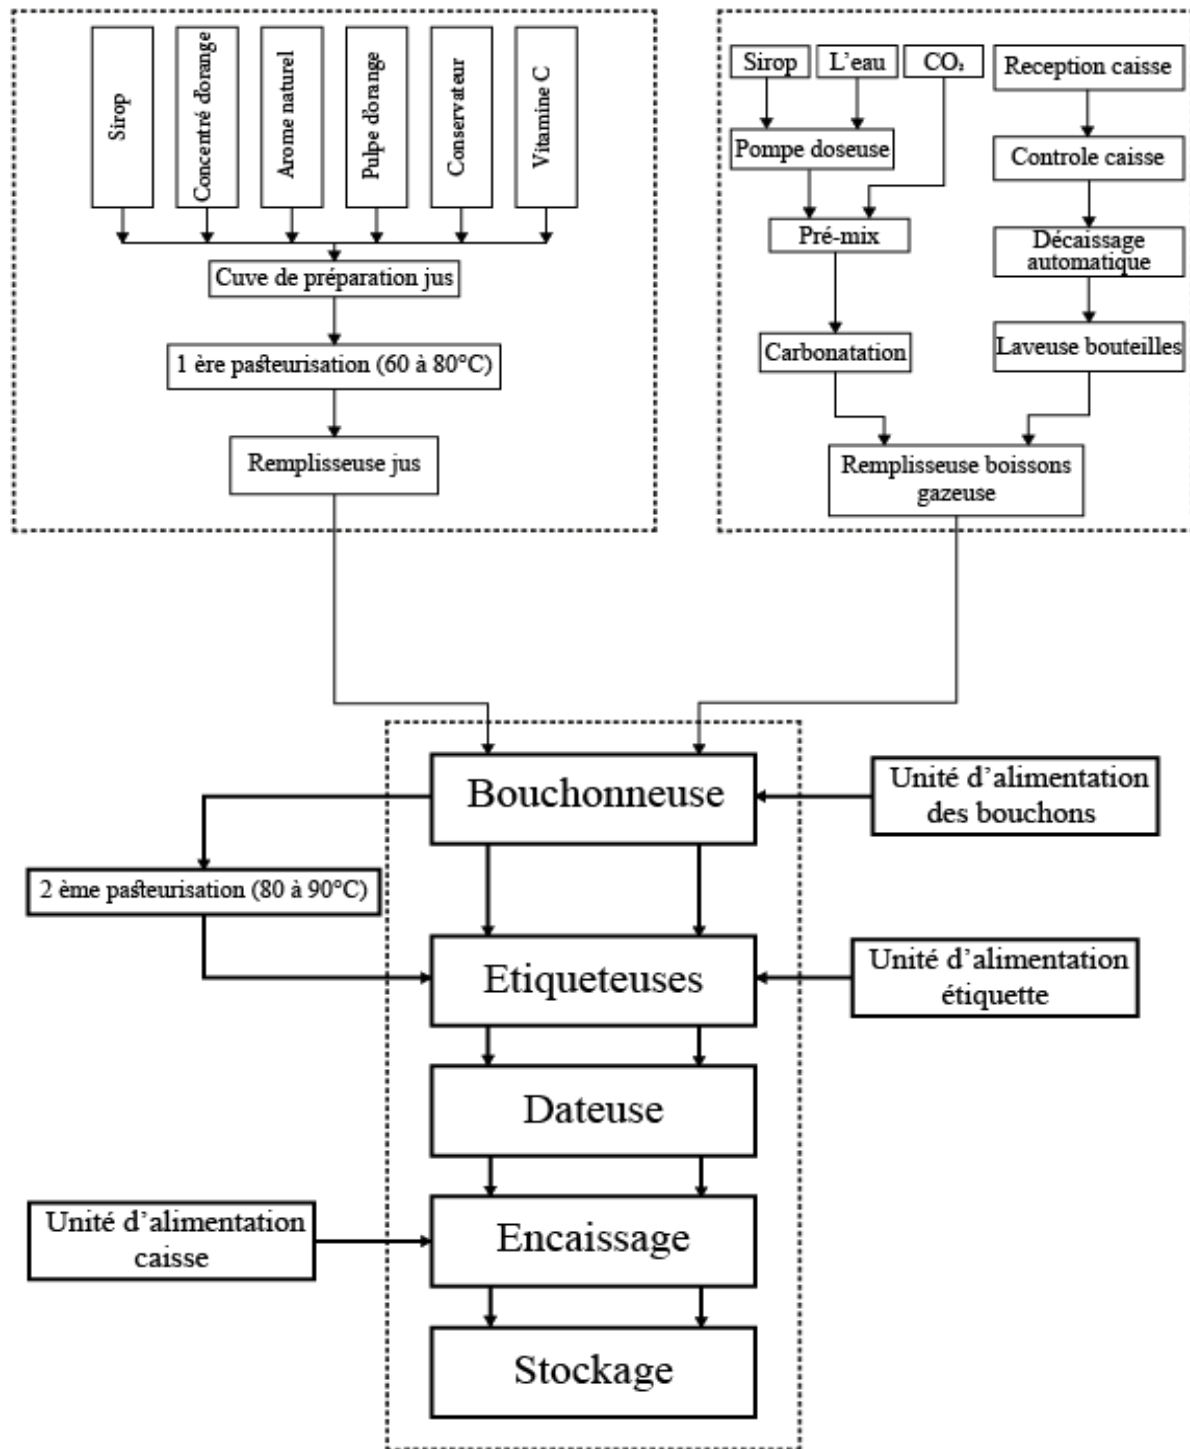 Sirop
Concentré d'orange
Arome naturel
Pulpe d'orange
Conservateur
Vitamine C
Cuve de préparation jus
1 ère pasteurisation (60 à 80°C)
Remplisseuse jus
Sirop
L'eau
CO₂
Reception caisse
Pompe doseuse
Controle caisse
Pré-mix
Décaissage
automatique
Carbonatation
Laveuse bouteilles
Remplisseuse boissons
gazeuse
Bouchonneuse
Unité d'alimentation
des bouchons
2 ème pasteurisation (80 à 90°C)
Etiqueteuses
Unité d'alimentation
étiquette
Dateuse
Unité d'alimentation
caisse
Encaissage
Stockage